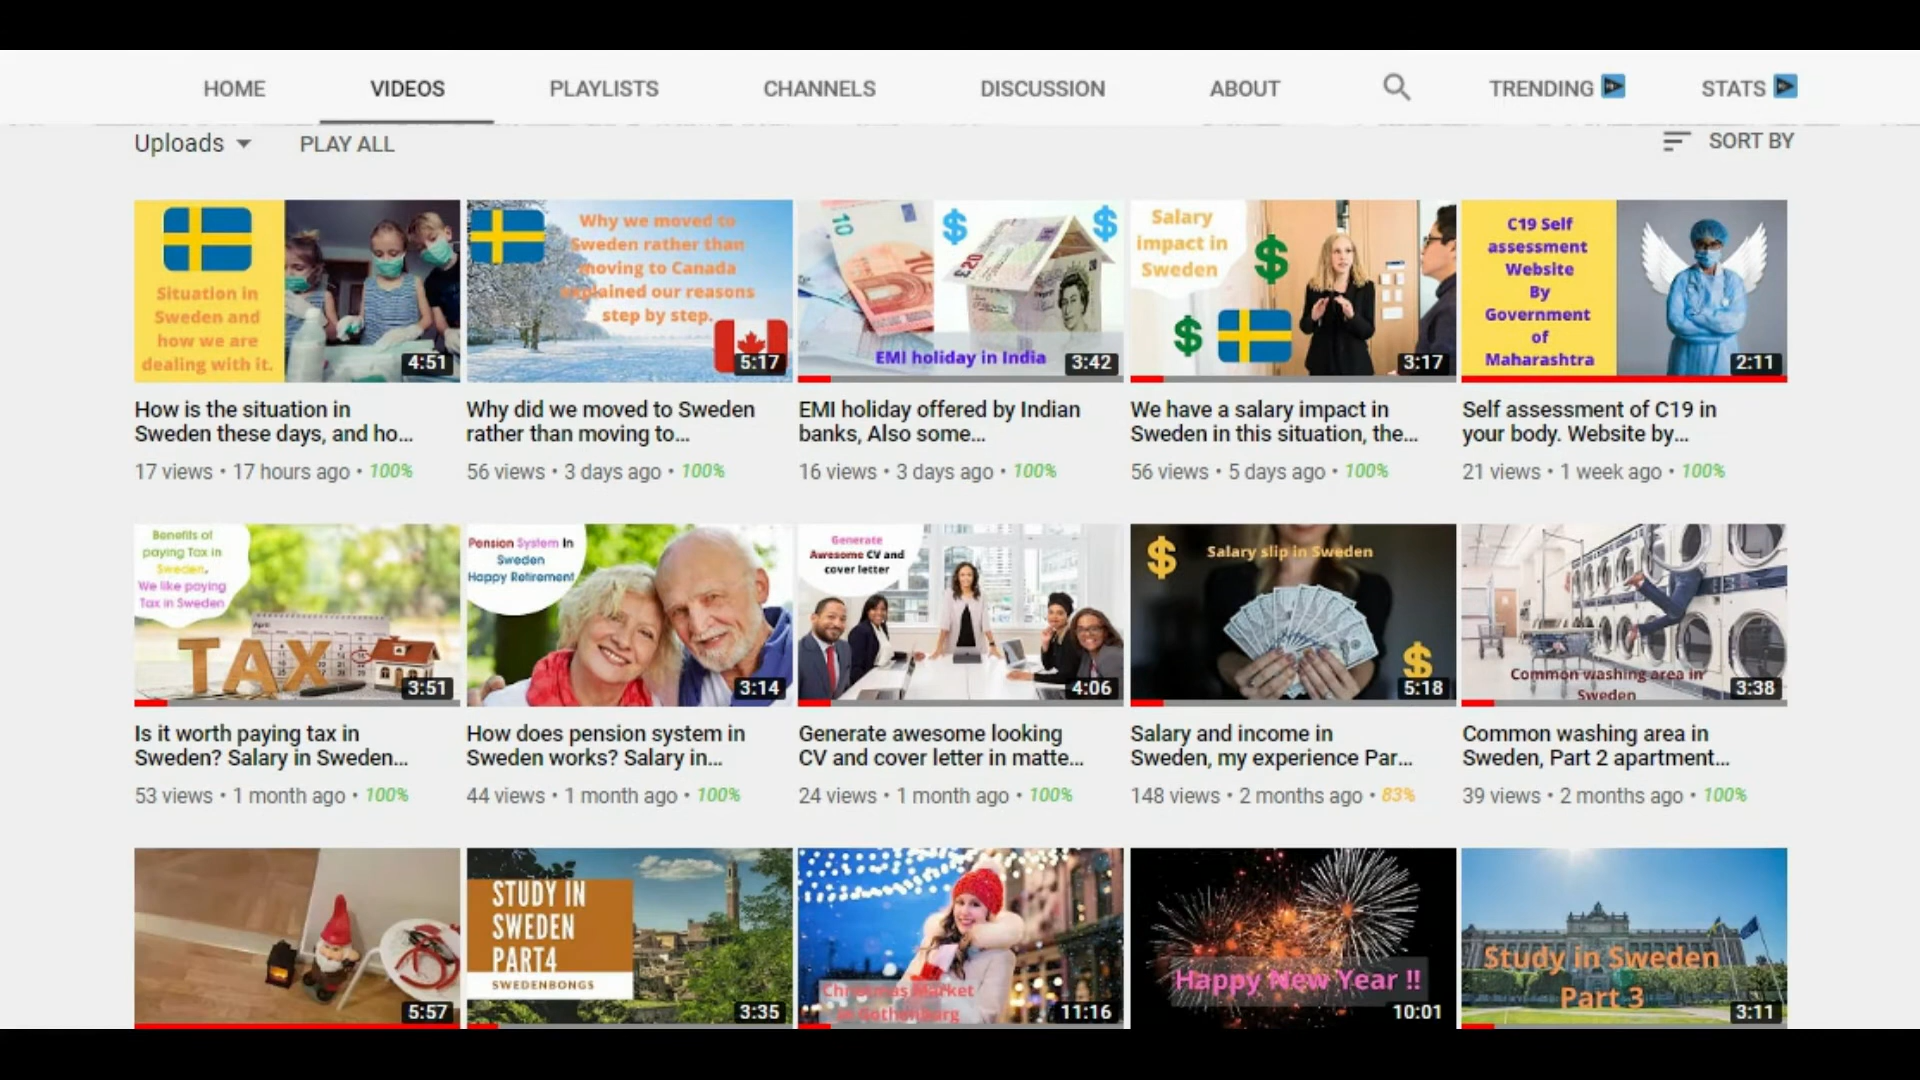 HOME VIDEOS PLAYLISTS CHANNELS DISCUSSION ABOUT TRENDING STATS
Uploads PLAY ALL SORT BY
Situation in
Sweden and
how we are
dealing with it.
4:51
Why we moved to
Sweden rather than
moving to Canada
explained our reasons
step by step.
5:17
10
20
10
EMI holiday in India
3:42
Salary
impact in
Sweden
3:17
C19 Self
assessment
Website
By
Government
of
Maharashtra
2:11
How is the situation in
Sweden these days, and ho...
17 views • 17 hours ago • 100%
Why did we moved to Sweden
rather than moving to...
56 views • 3 days ago • 100%
EMI holiday offered by Indian
banks, Also some...
16 views • 3 days ago • 100%
We have a salary impact in
Sweden in this situation, the...
56 views • 5 days ago • 100%
Self assessment of C19 in
your body. Website by...
21 views • 1 week ago • 100%
Benefits of
paying Tax in
Sweden.
We like paying
Tax in Sweden
TAX
3:51
Pension System In
Sweden
Happy Retirement
3:14
Generate
Awesome CV and
cover letter
4:06
Salary slip in Sweden
5:18
Common washing area in
Sweden
3:38
Is it worth paying tax in
Sweden? Salary in Sweden...
53 views • 1 month ago • 100%
How does pension system in
Sweden works? Salary in...
44 views • 1 month ago • 100%
Generate awesome looking
CV and cover letter in matte...
24 views • 1 month ago • 100%
Salary and income in
Sweden, my experience Par...
148 views • 2 months ago • 83%
Common washing area in
Sweden, Part 2 apartment...
39 views • 2 months ago • 100%
5:57
STUDY IN
SWEDEN
PART4
SWEDENBONGS
3:35
Christmas Market
in Gothenburg
11:16
Happy New Year !!
10:01
Study in Sweden
Part 3
3:11